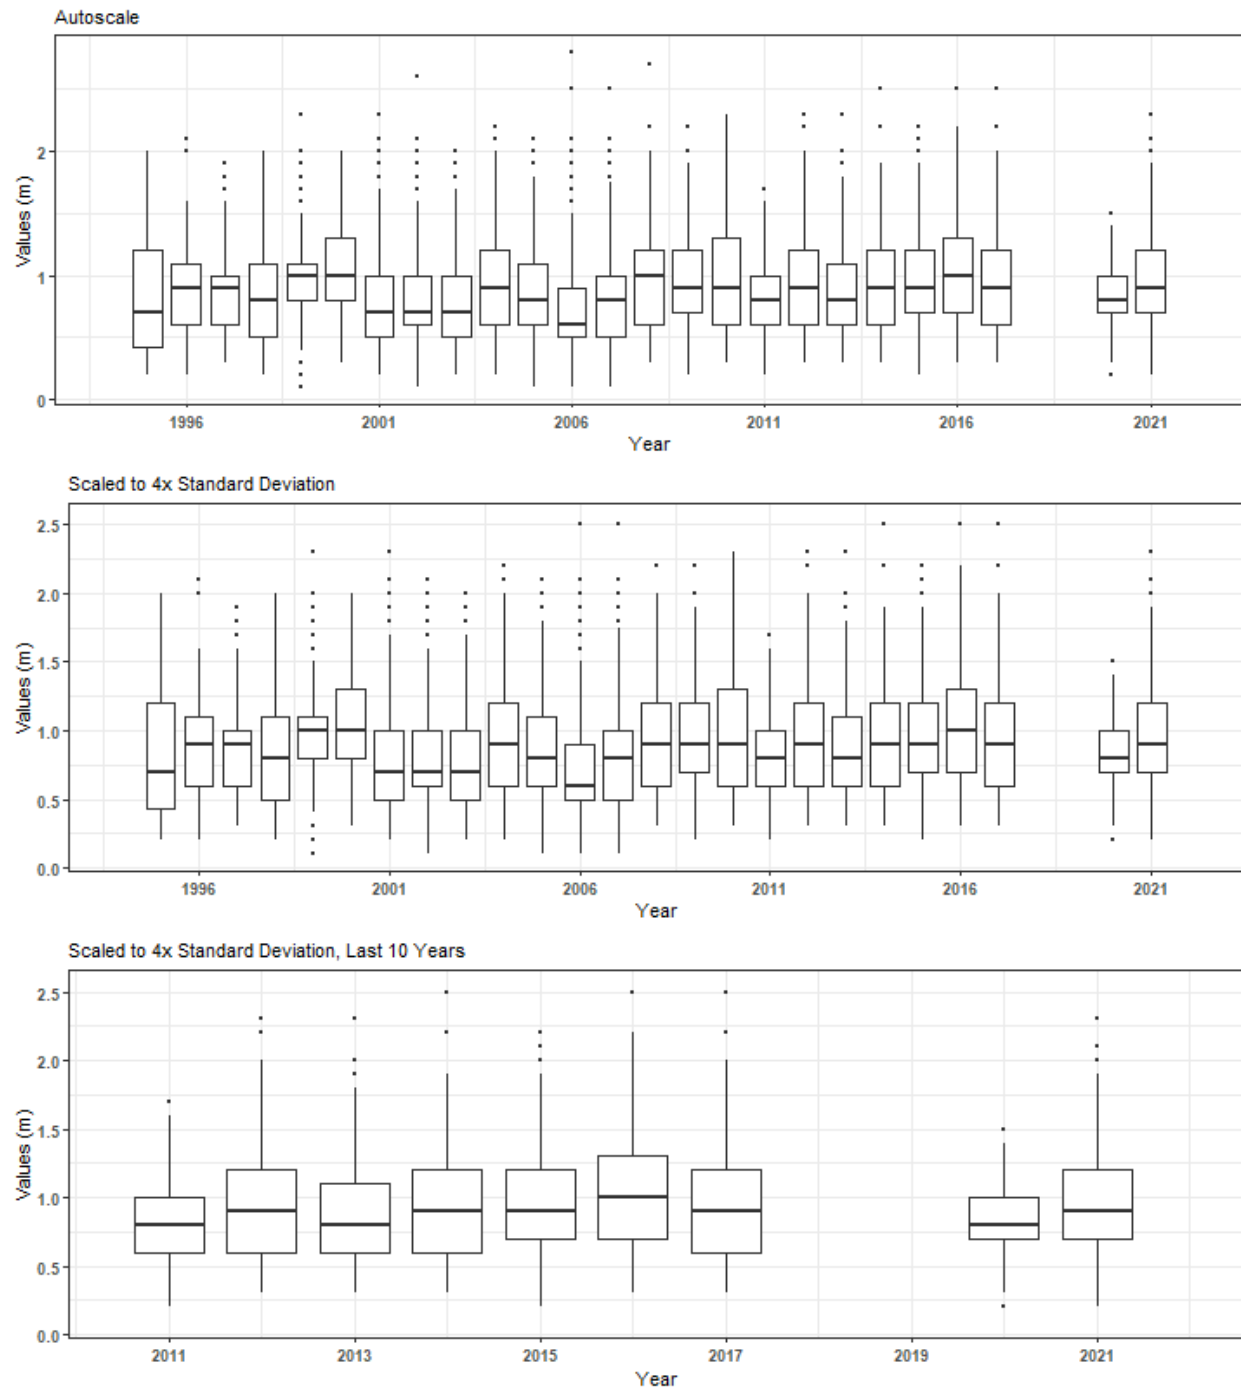 Autoscale
Values (m)
2
1
0
1996 2001 2006 2011 2016 2021
Year
Scaled to 4x Standard Deviation
Values (m)
2.5
2.0
1.5
1.0
0.5
0.0
1996 2001 2006 2011 2016 2021
Year
Scaled to 4x Standard Deviation, Last 10 Years
Values (m)
2.5
2.0
1.5
1.0
0.5
0.0
2011 2013 2015 2017 2019 2021
Year